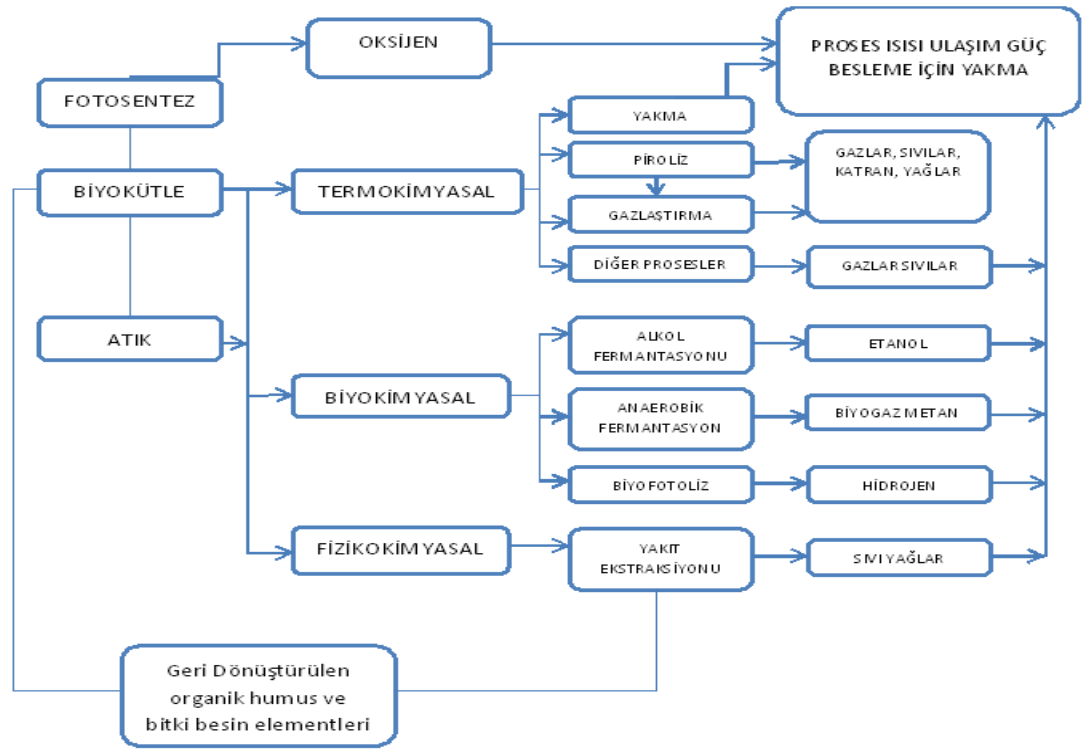 OKSİJEN
PROSES ISISI ULAŞIM GÜÇ
BESLEME İÇİN YAKMA
FOTOSENTEZ
YAKMA
PİROLİZ
GAZLAR, SIVILAR,
KATRAN, YAĞLAR
BİYOKÜTLE
TERMOKİMYASAL
GAZLAŞTIRMA
DİĞER PROSESLER
GAZLAR SIVILAR
ATIK
ALKOL
FERMANTASYONU
ETANOL
BİYOKİMYASAL
ANAEROBİK
FERMANTASYON
BİYOGAZ METAN
BİYOFOTOLİZ
HİDROJEN
FİZİKOKİMYASAL
YAKIT
EKSTRAKSİYONU
SIVI YAĞLAR
Geri Dönüştürülen
organik humus ve
bitki besin elementleri